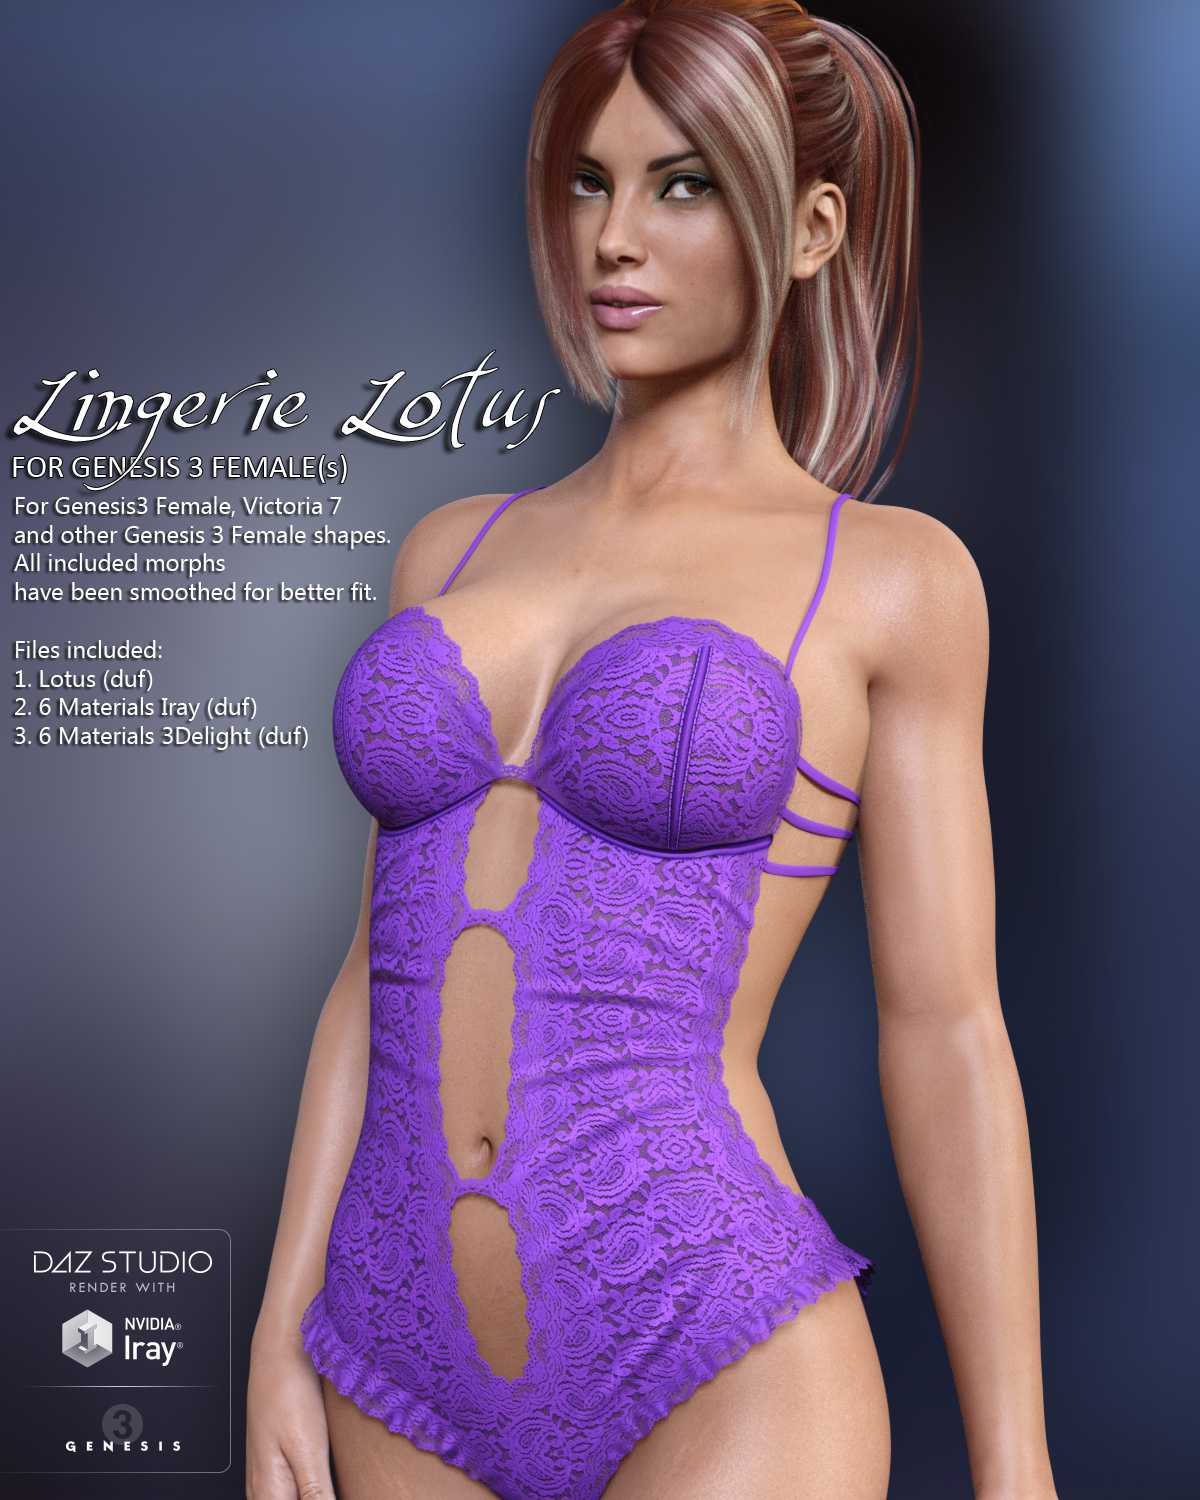 Lingerie Lotus
FOR GENESIS 3 FEMALE(s)
For Genesis3 Female, Victoria 7
and other Genesis 3 Female shapes.
All included morphs
have been smoothed for better fit.
Files included:
1. Lotus (duf)
2. 6 Materials Iray (duf)
3. 6 Materials 3Delight (duf)
DAZ STUDIO
RENDER WITH
NVIDIA®
Iray®
3
GENESIS